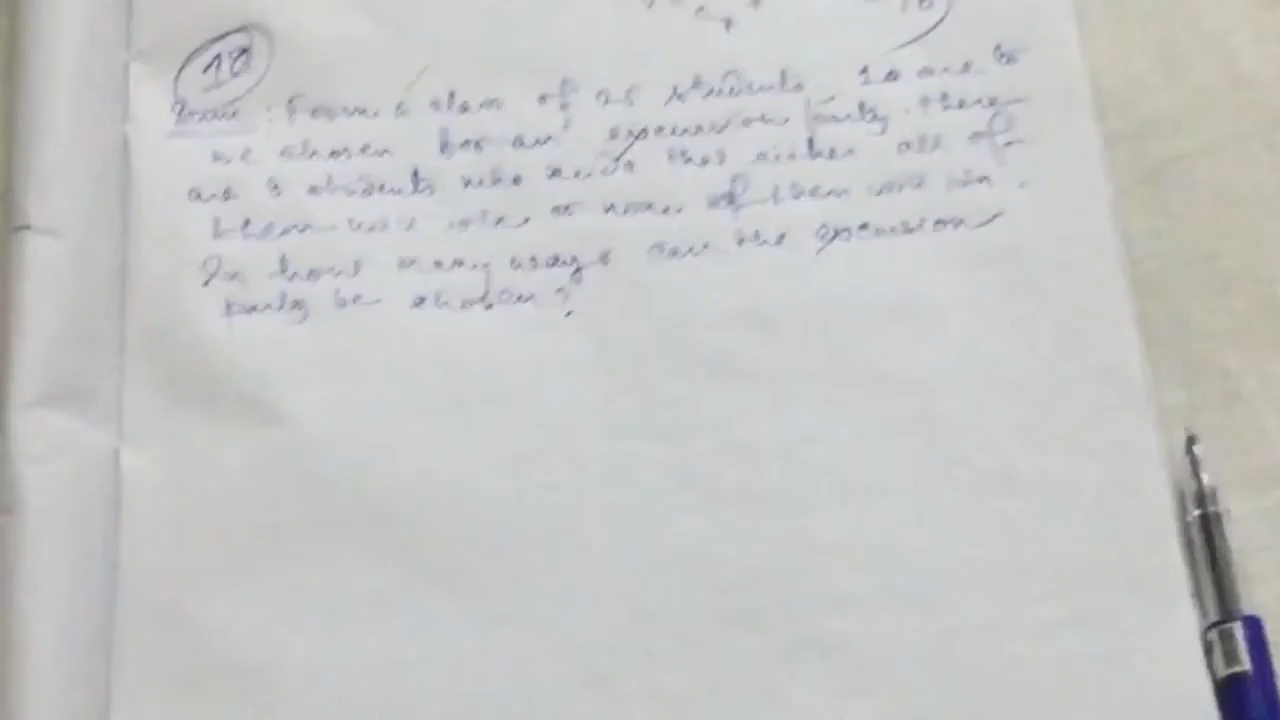 10
From a class of 25 students 10 are to
be chosen for an excursion party. There
are 3 students who that either all of
them will join or none of them will join.
In how many ways can the excursion
party be chosen?